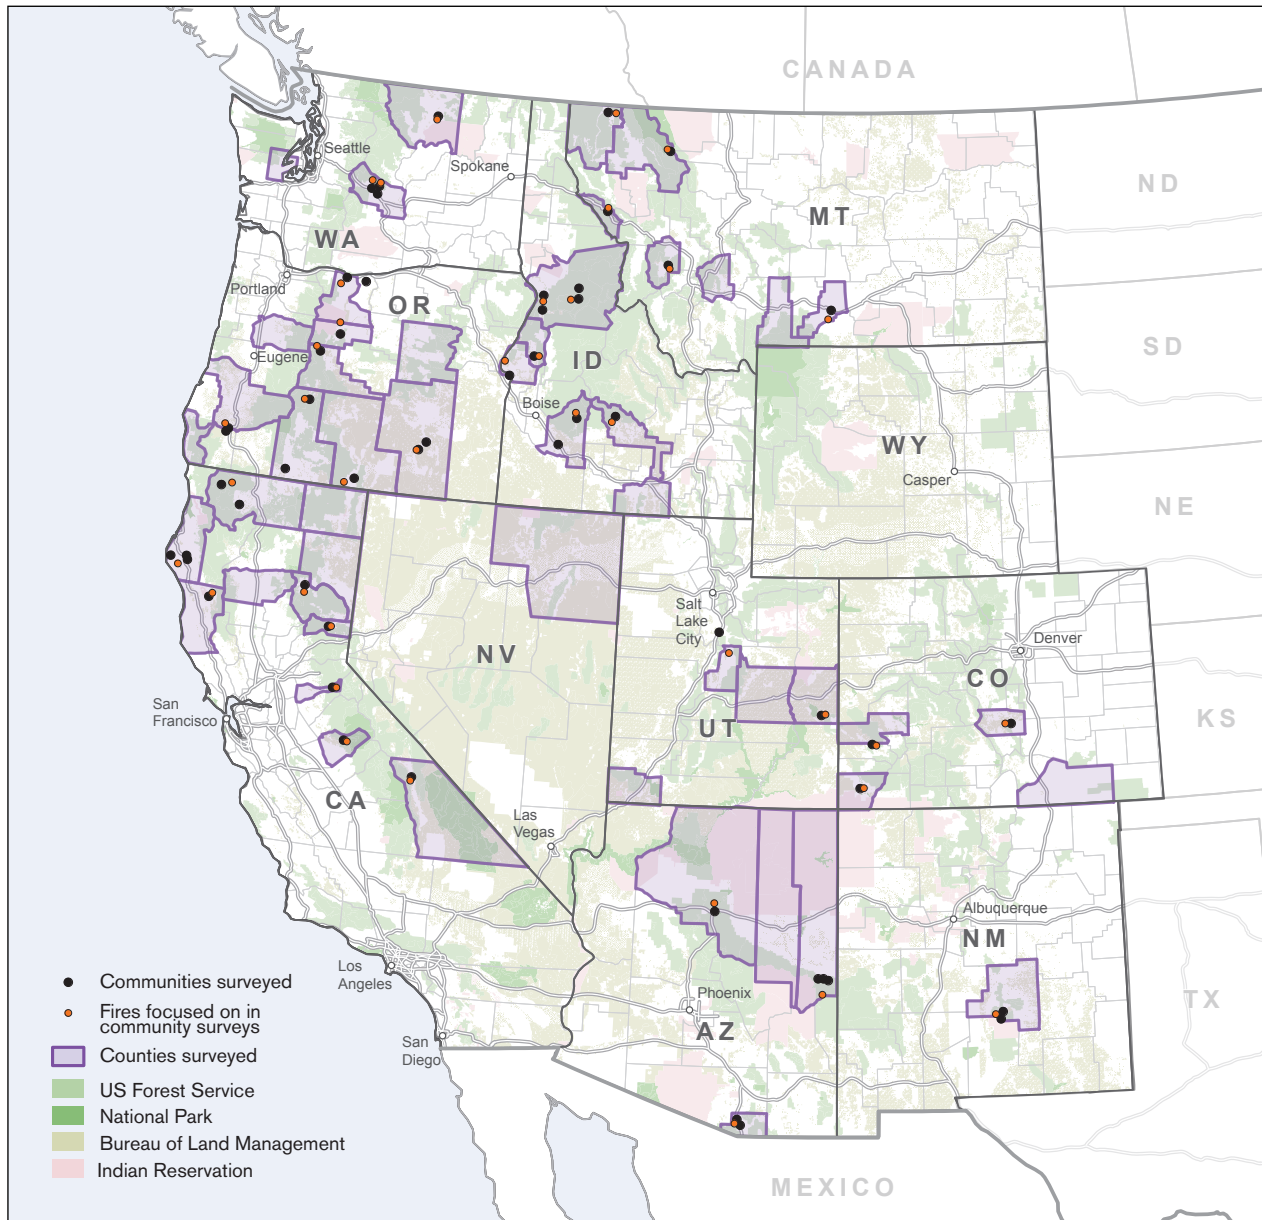 CANADA
Seattle
Spokane
ND
MT
WA
Portland
OR
SD
Eugene
ID
Boise
WY
Casper
NE
Salt
Lake
City
Denver
NV
CO
San
Francisco
UT
KS
CA
Las
Vegas
Albuquerque
NM
Los
Angeles
Phoenix
TX
AZ
San
Diego
MEXICO
Communities surveyed
Fires focused on in
community surveys
Counties surveyed
US Forest Service
National Park
Bureau of Land Management
Indian Reservation